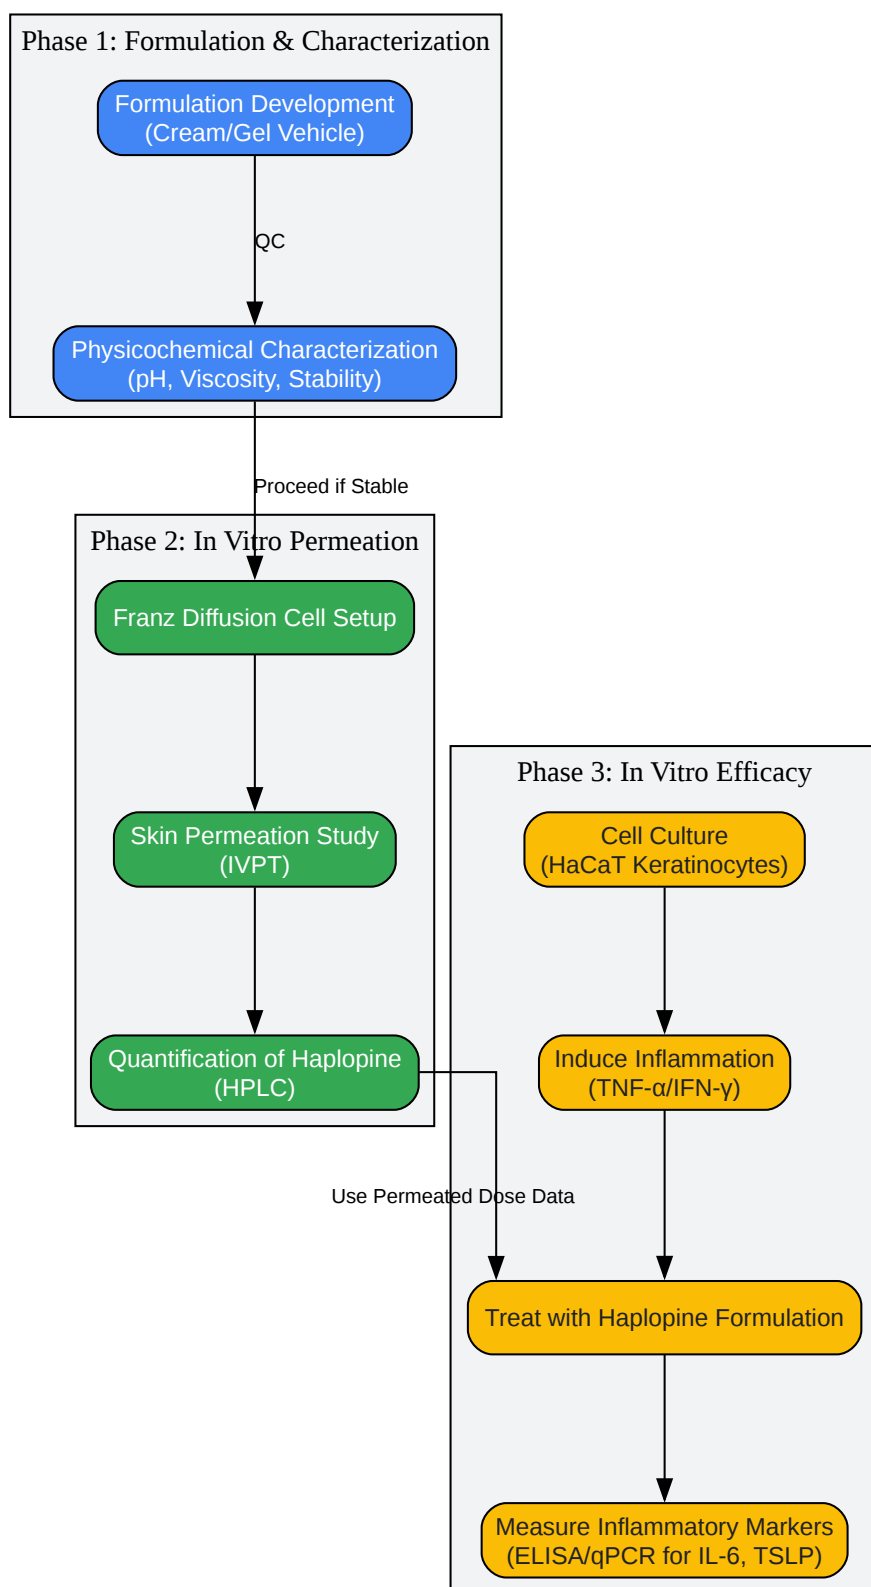 Phase 1: Formulation & Characterization
Formulation Development
(Cream/Gel Vehicle)
QC
Physicochemical Characterization
(pH, Viscosity, Stability)
Proceed if Stable
Phase 2: In Vitro Permeation
Franz Diffusion Cell Setup
Skin Permeation Study
(IVPT)
Quantification of Haplopine
(HPLC)
Use Permeated Dose Data
Phase 3: In Vitro Efficacy
Cell Culture
(HaCaT Keratinocytes)
Induce Inflammation
(TNF-α/IFN-γ)
Treat with Haplopine Formulation
Measure Inflammatory Markers
(ELISA/qPCR for IL-6, TSLP)